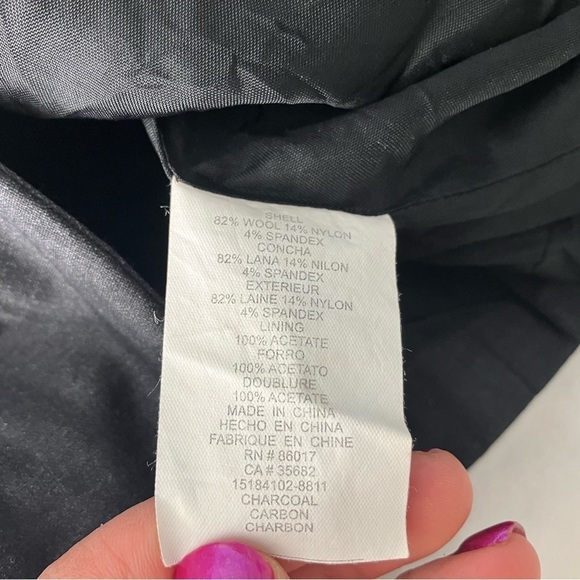 SHELL
82% WOOL 14% NYLON
4% SPANDEX
CONCHA
82% LANA 14% NILON
4% SPANDEX
EXTERIEUR
82% LAINE 14% NYLON
4% SPANDEX
LINING
100% ACETATE
FORRO
100% ACETATO
DOUBLURE
100% ACETATE
MADE IN CHINA
HECHO EN CHINA
FABRIQUE EN CHINE
RN # 86017
CA # 35682
15184102-8811
CHARCOAL
CARBON
CHARBON